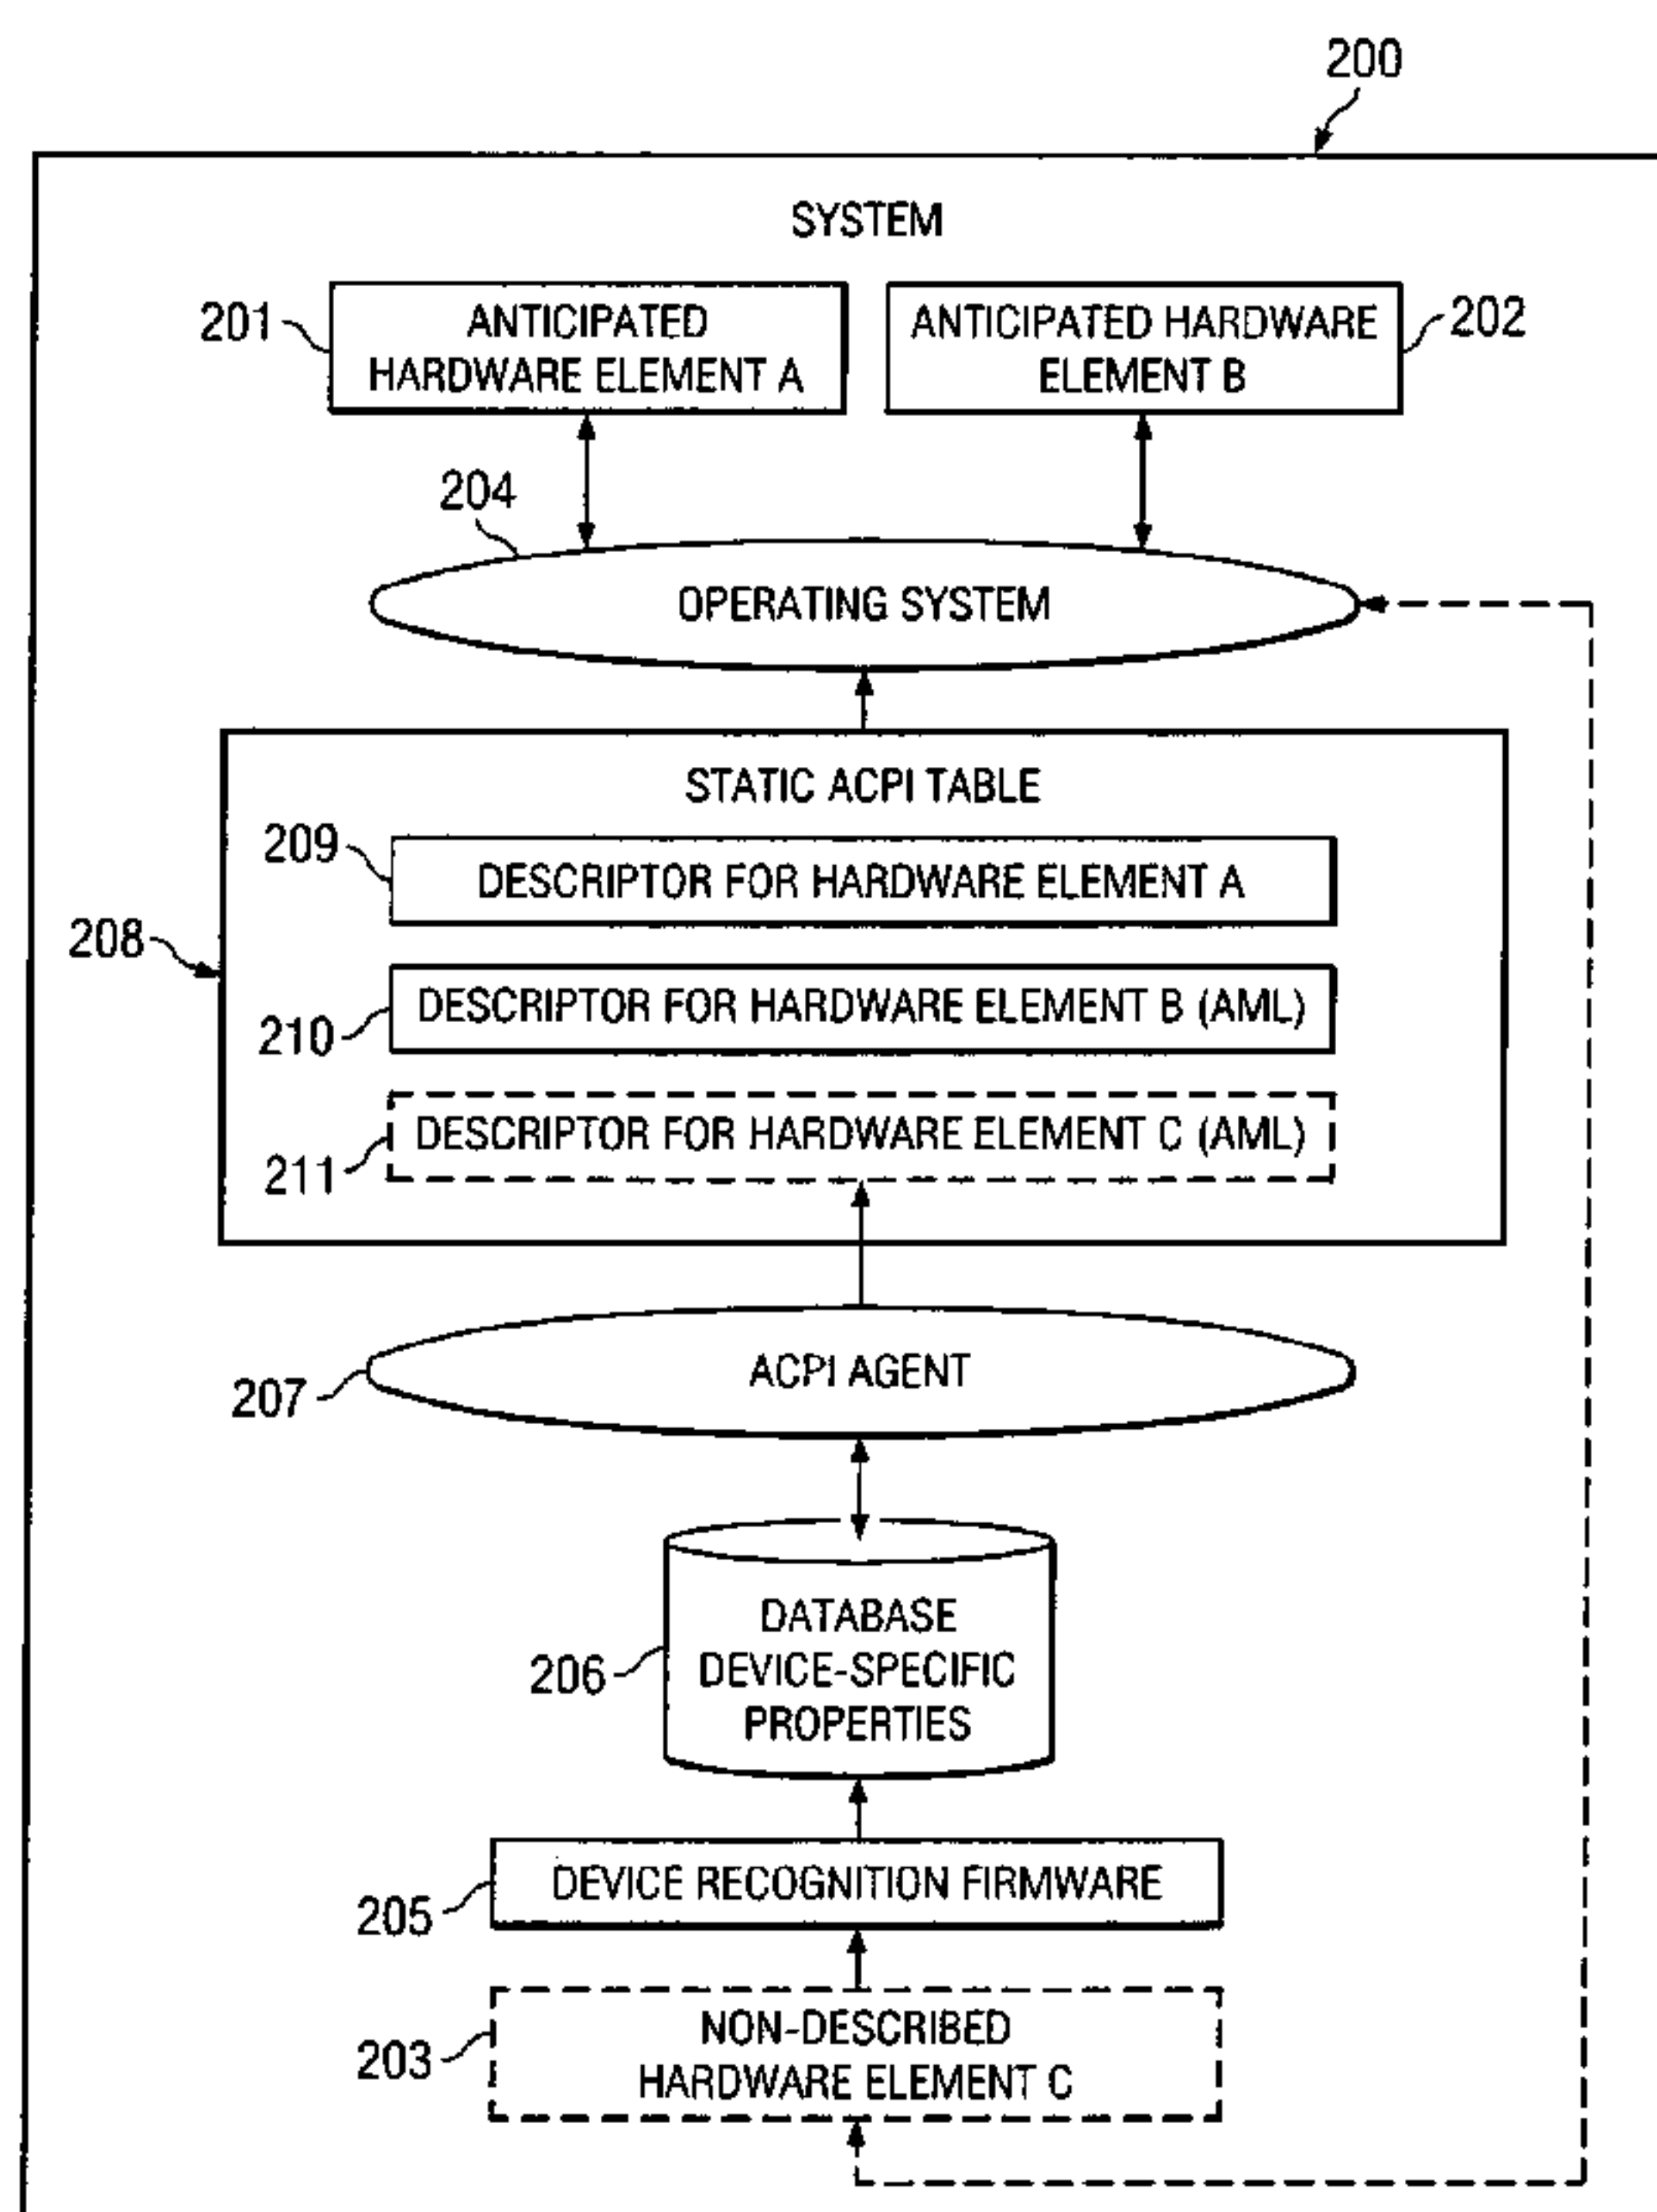 200
SYSTEM
201
ANTICIPATED
HARDWARE ELEMENT A
ANTICIPATED HARDWARE
ELEMENT B
202
204
OPERATING SYSTEM
STATIC ACPI TABLE
209
DESCRIPTOR FOR HARDWARE ELEMENT A
208
210
DESCRIPTOR FOR HARDWARE ELEMENT B (AML)
211
DESCRIPTOR FOR HARDWARE ELEMENT C (AML)
207
ACPI AGENT
206
DATABASE
DEVICE-SPECIFIC
PROPERTIES
205
DEVICE RECOGNITION FIRMWARE
203
NON-DESCRIBED
HARDWARE ELEMENT C